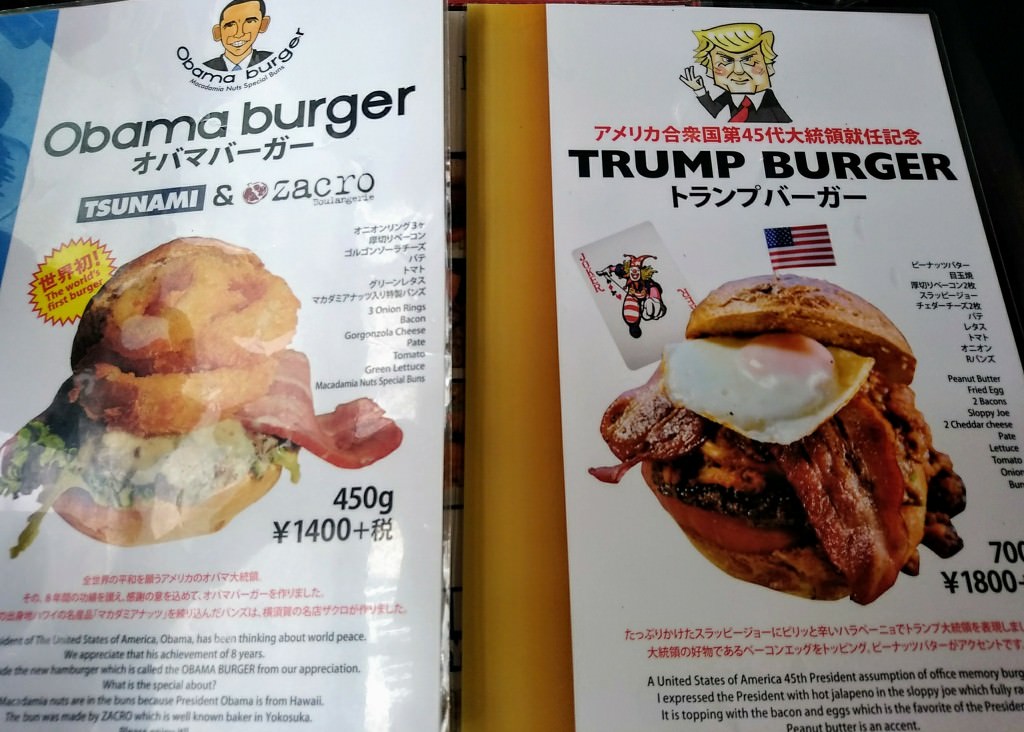 Obama burger
Macadamia Nuts Special Buns
Obama burger
オバマバーガー
TSUNAMI & zacro
Boulangerie
世界初!
The world's
first burger
オニオンリング3ヶ
厚切りベーコン
ゴルゴンゾーラチーズ
パテ
トマト
グリーンレタス
マカダミアナッツ入り特製バンズ
3 Onion Rings
Bacon
Gorgonzola Cheese
Pate
Tomato
Green Lettuce
Macadamia Nuts Special Buns
450g
¥1400+税
全世界の平和を願うアメリカのオバマ大統領。
その、8年間の功績を讃え、感謝の意を込めて、オバマバーガーを作りました。
の出身地ハワイの名産品「マカダミアナッツ」を練り込んだバンズは、横須賀の名店ザクロが作りました。
ident of The United States of America, Obama, has been thinking about world peace.
We appreciate that his achievement of 8 years.
de the new hamburger which is called the OBAMA BURGER from our appreciation.
What is the special about?
Macadamia nuts are in the buns because President Obama is from Hawaii.
The bun was made by ZACRO which is well known baker in Yokosuka.
アメリカ合衆国第45代大統領就任記念
TRUMP BURGER
トランプバーガー
JOKER
ピーナッツバター
目玉焼
厚切りベーコン2枚
スラッピージョー
チェダーチーズ2枚
パテ
レタス
トマト
オニオン
Rバンズ
Peanut Butter
Fried Egg
2 Bacons
Sloppy Joe
2 Cheddar cheese
Pate
Lettuce
Tomato
Onion
Bun
700
¥1800+
たっぷりかけたスラッピージョーにピリッと辛いハラペーニョでトランプ大統領を表現しまし
大統領の好物であるベーコンエッグをトッピング。ピーナッツバターがアクセントです
A United States of America 45th President assumption of office memory burg
I expressed the President with hot jalapeno in the sloppy joe which fully ra
It is topping with the bacon and eggs which is the favorite of the Presiden
Peanut butter is an accent.